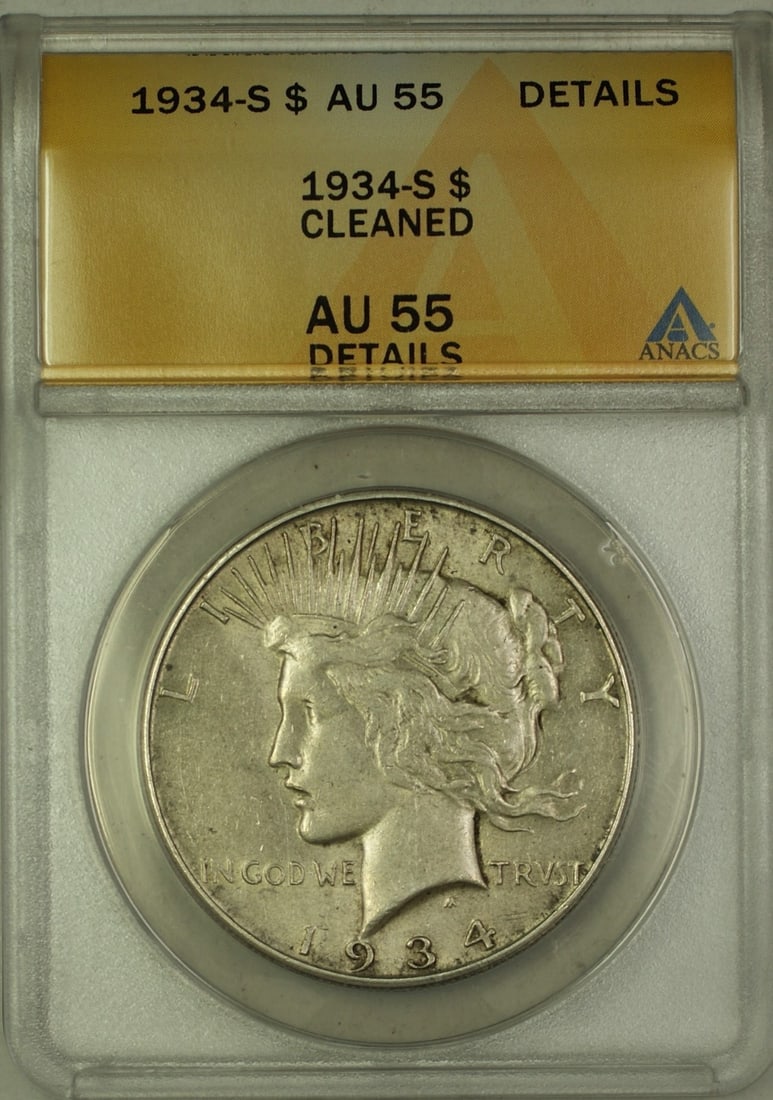 1934-S $ AU 55 DETAILS
1934-S $
CLEANED
AU 55
DETAILS
ANACS
LIBERTY
IN GOD WE TRVST
1934